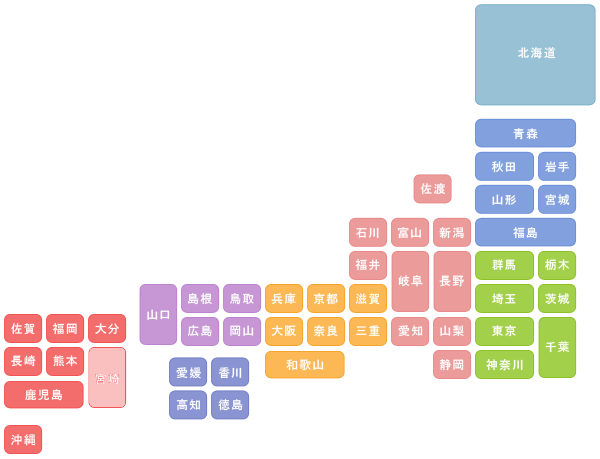 北海道
青森
秋田 岩手
佐渡
山形 宮城
石川 富山 新潟 福島
福井 岐阜 長野 群馬 栃木
山口 島根 鳥取 兵庫 京都 滋賀 埼玉 茨城
佐賀 福岡 大分 広島 岡山 大阪 奈良 三重 愛知 山梨 東京 千葉
長崎 熊本 宮崎 愛媛 香川 和歌山 静岡 神奈川
鹿児島 高知 徳島
沖縄